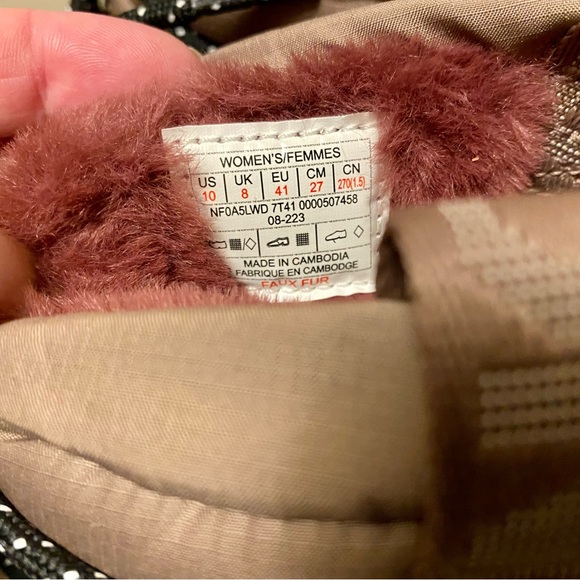 WOMEN'S/FEMMES
US UK EU CM CN
10 8 41 27 270(1.5)
NF0A5LWD 7T41 0000507458
08-223
MADE IN CAMBODIA
FABRIQUE EN CAMBODGE
FAUX FUR